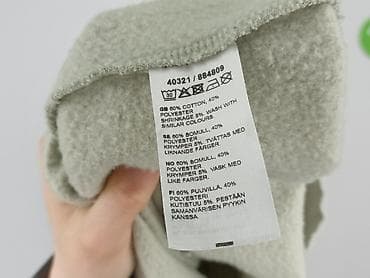 40321 / 884809
GB 60% COTTON, 40%
POLYESTER
SHRINKAGE 5%. WASH WITH
SIMILAR COLOURS
SE 60% BOMULL, 40%
POLYESTER
KRYMPER 5%. TVÄTTAS MED
LIKNANDE FÄRGER.
NO 60% BOMULL, 40%
POLYESTER
KRYMPER 5%. VASK MED
LIKE FARGER.
FI 60% PUUVILLA, 40%
POLYESTERI
KUTISTUU 5%. PESTÄÄN
SAMANVÄRISEN PYYKIN
KANSSA